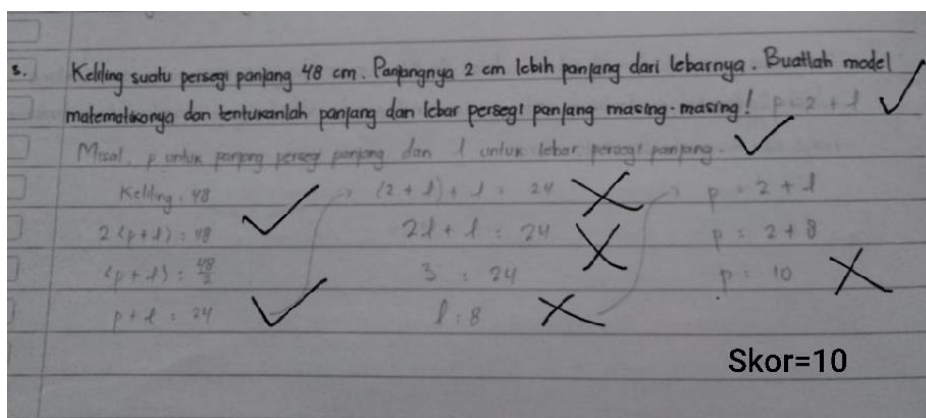 5. Keliling suatu persegi panjang 48 cm. Panjangnya 2 cm lebih panjang dari lebarnya. Buatlah model
matematikanya dan tentukanlah panjang dan lebar persegi panjang masing-masing! p = 2 + l
Misal, p untuk panjang persegi panjang dan l untuk lebar persegi panjang.
Keliling = 48
2 (p + l) = 48
(p + l) = 48/2
p + l = 24
(2 + l) + l = 24
2l + l = 24
3 = 24
l = 8
p = 2 + l
p = 2 + 8
p = 10
Skor=10